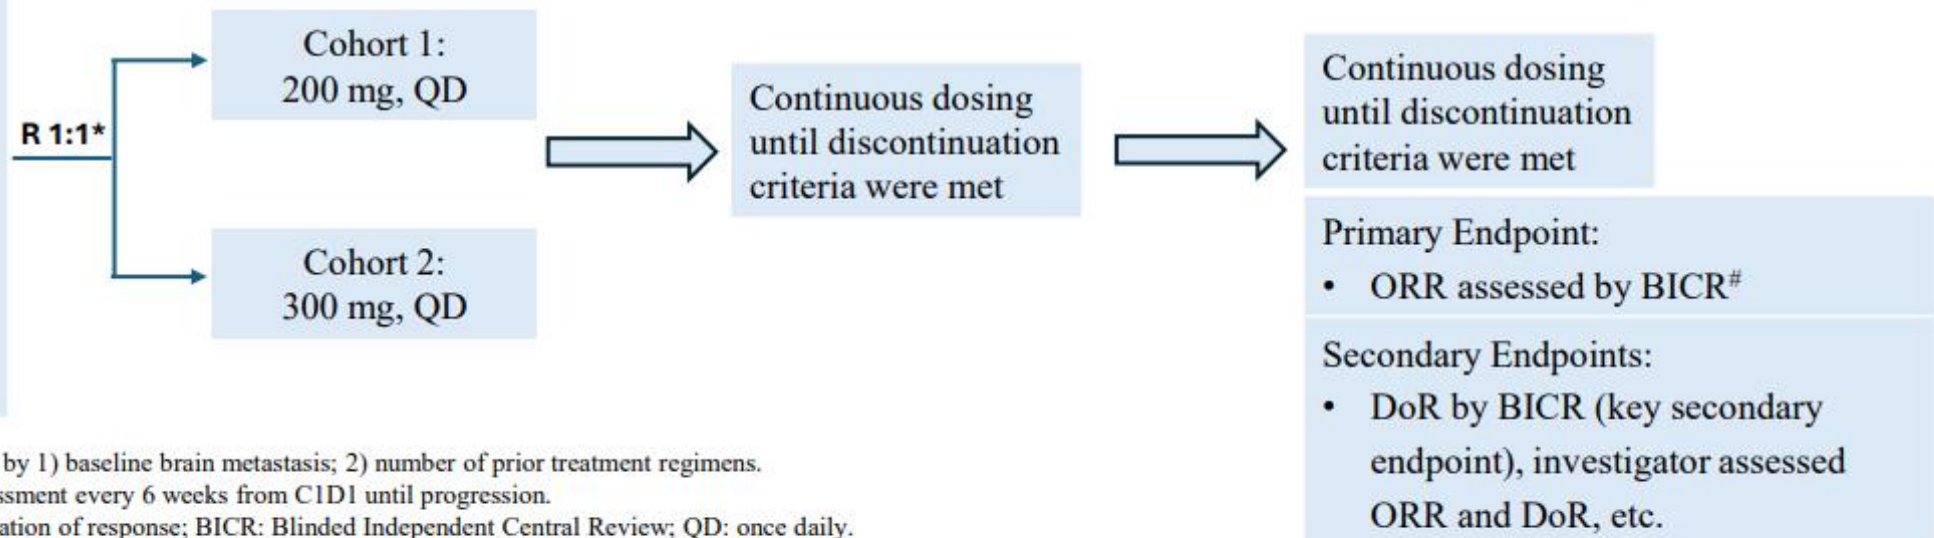 R 1:1*
Cohort 1:
200 mg, QD
Cohort 2:
300 mg, QD
Continuous dosing
until discontinuation
criteria were met
Continuous dosing
until discontinuation
criteria were met
Primary Endpoint:
• ORR assessed by BICR#
Secondary Endpoints:
• DoR by BICR (key secondary
endpoint), investigator assessed
ORR and DoR, etc.
by 1) baseline brain metastasis; 2) number of prior treatment regimens.
every 6 weeks from C1D1 until progression.
of response; BICR: Blinded Independent Central Review; QD: once daily.